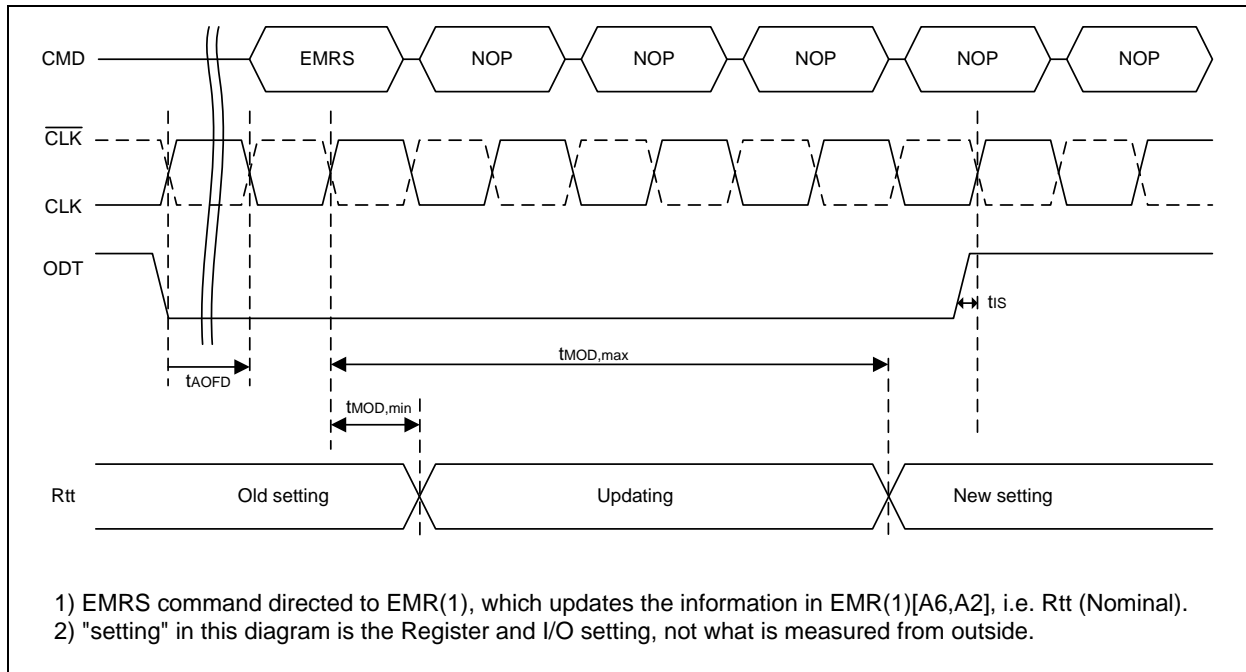 CMD
EMRS
NOP
NOP
NOP
NOP
NOP
CLK
CLK
ODT
tIS
tMOD,max
tAOFD
tMOD,min
Rtt
Old setting
Updating
New setting
1) EMRS command directed to EMR(1), which updates the information in EMR(1)[A6,A2], i.e. Rtt (Nominal).
2) "setting" in this diagram is the Register and I/O setting, not what is measured from outside.